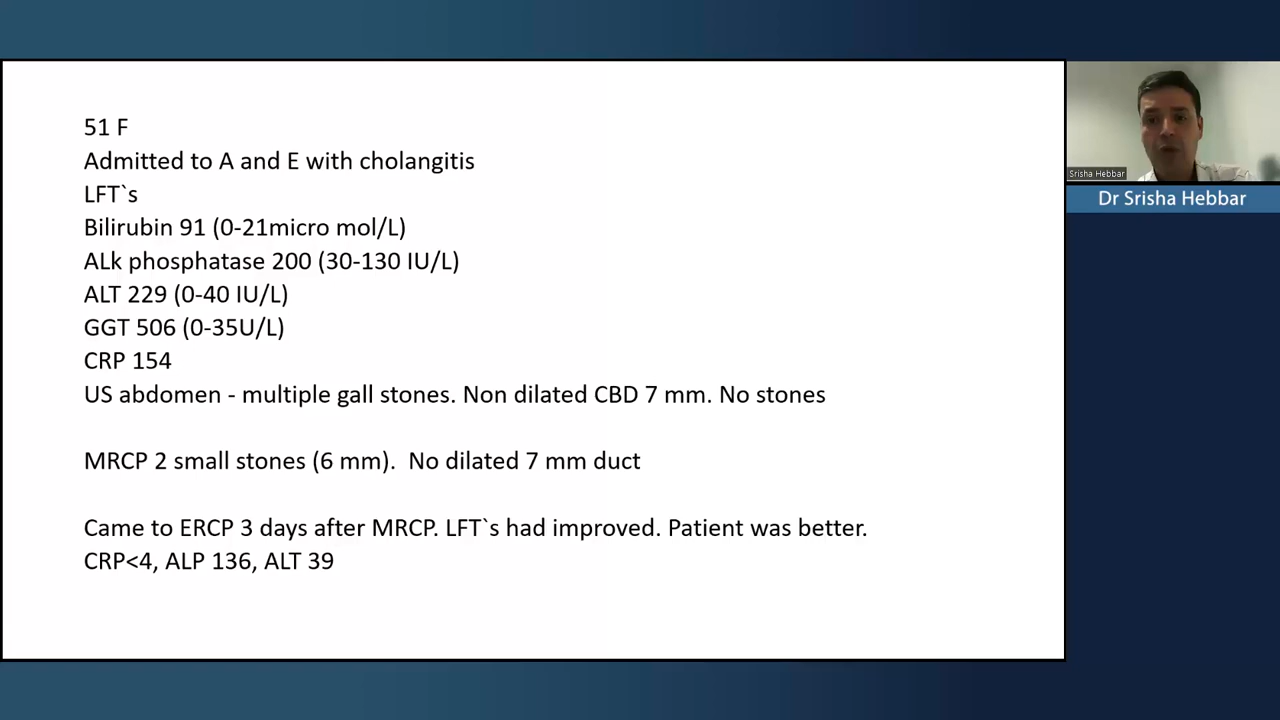 51 F
Admitted to A and E with cholangitis
LFT`s
Bilirubin 91 (0-21micro mol/L)
ALk phosphatase 200 (30-130 IU/L)
ALT 229 (0-40 IU/L)
GGT 506 (0-35U/L)
CRP 154
US abdomen - multiple gall stones. Non dilated CBD 7 mm. No stones
MRCP 2 small stones (6 mm).  No dilated 7 mm duct
Came to ERCP 3 days after MRCP. LFT`s had improved. Patient was better.
CRP<4, ALP 136, ALT 39
Srisha Hebbar
Dr Srisha Hebbar